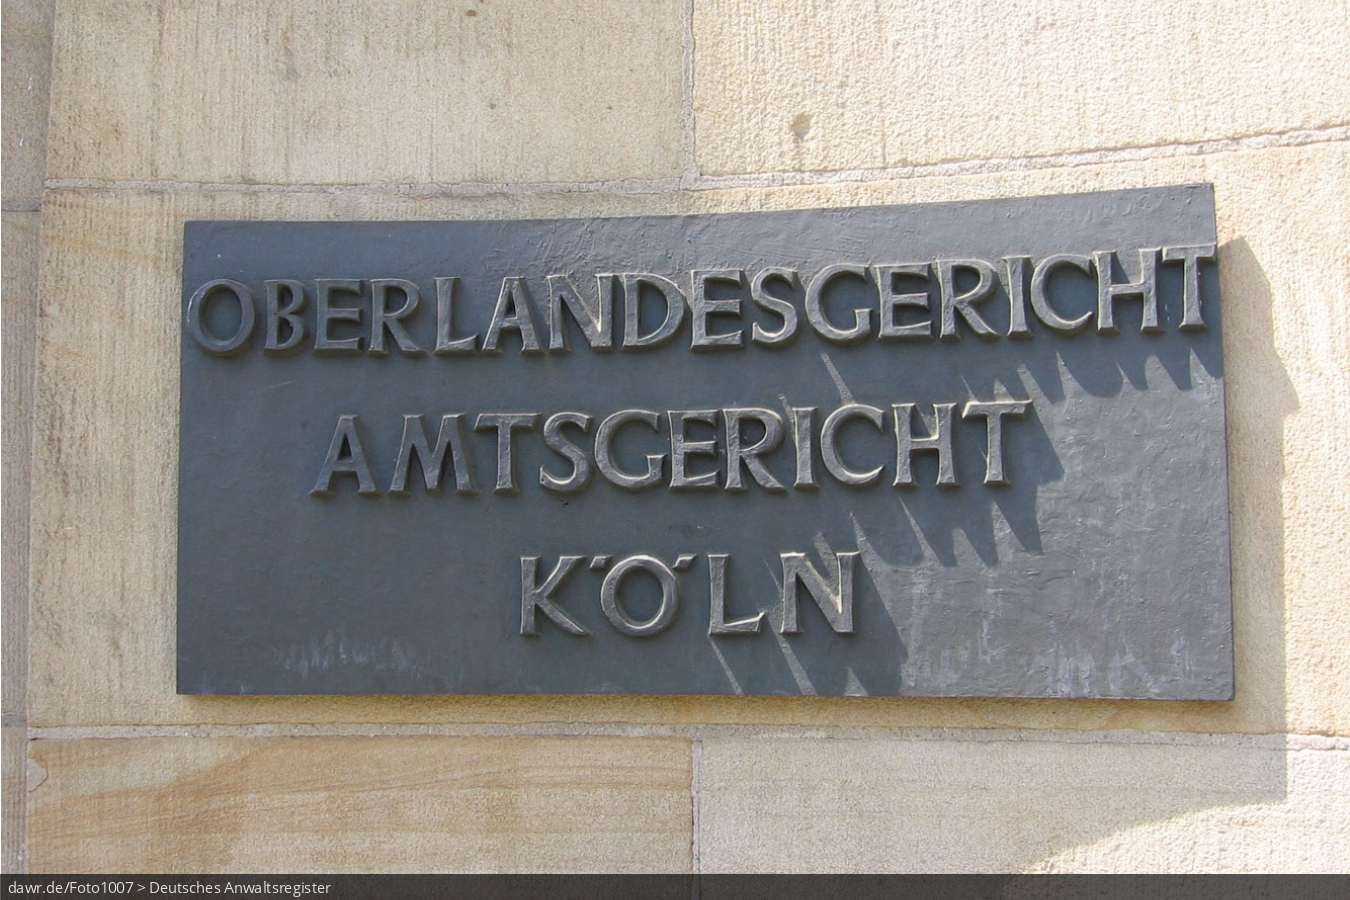 OBERLANDESGERICHT
AMTSGERICHT
KÖLN
dawr.de/Foto1007 > Deutsches Anwaltsregister